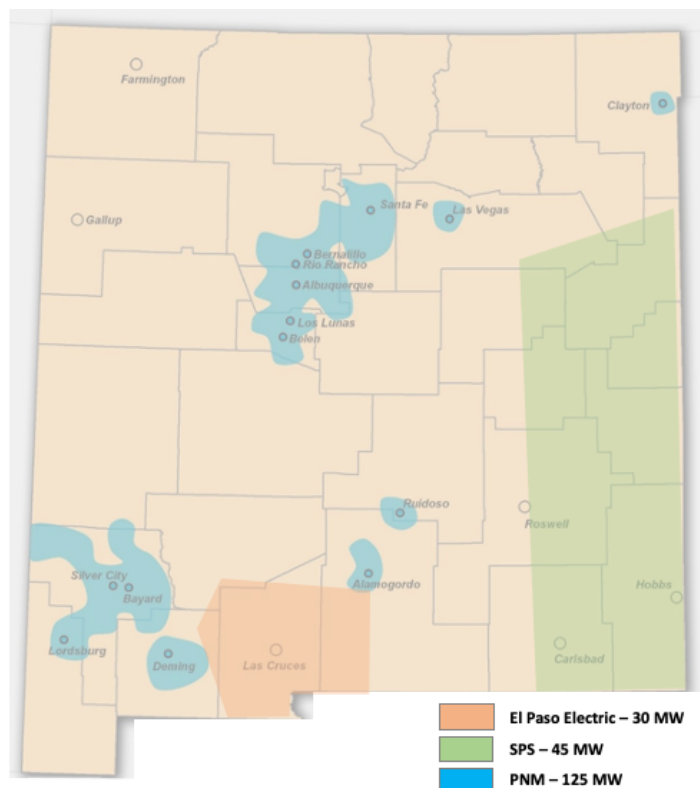 Farmington
Clayton
Santa Fe
Las Vegas
Gallup
Bernalillo
Rio Rancho
Albuquerque
Los Lunas
Belen
Ruidoso
Roswell
Silver City
Alamogordo
Bayard
Hobbs
Lordsburg
Deming
Las Cruces
Carlsbad
El Paso Electric – 30 MW
SPS – 45 MW
PNM – 125 MW